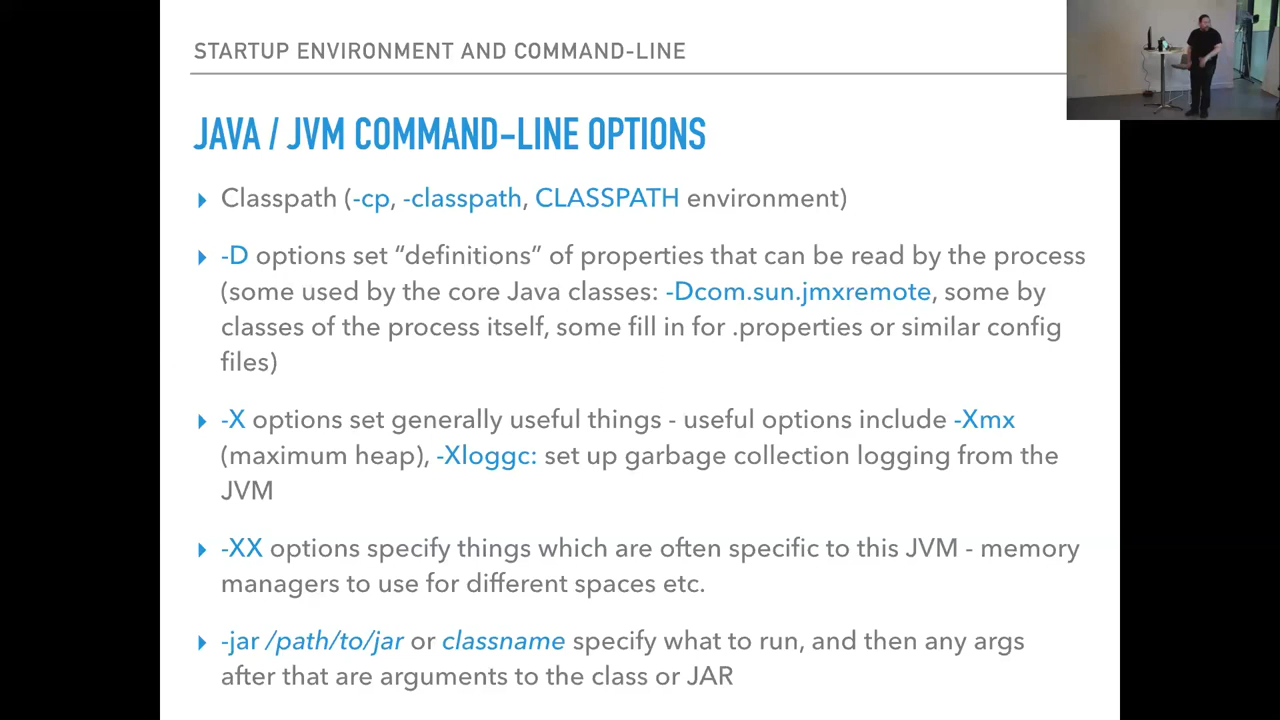 STARTUP ENVIRONMENT AND COMMAND-LINE
JAVA / JVM COMMAND-LINE OPTIONS
▸ Classpath (-cp, -classpath, CLASSPATH environment)
▸ -D options set “definitions” of properties that can be read by the process
(some used by the core Java classes: -Dcom.sun.jmxremote, some by
classes of the process itself, some fill in for .properties or similar config
files)
▸ -X options set generally useful things - useful options include -Xmx
(maximum heap), -Xloggc: set up garbage collection logging from the
JVM
▸ -XX options specify things which are often specific to this JVM - memory
managers to use for different spaces etc.
▸ -jar /path/to/jar or classname specify what to run, and then any args
after that are arguments to the class or JAR